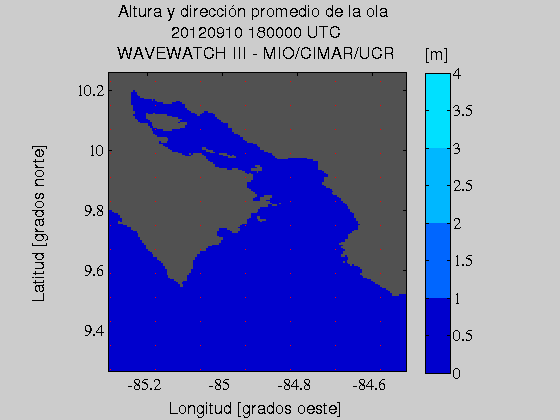 Altura y dirección promedio de la ola
20120910 180000 UTC
WAVEWATCH III - MIO/CIMAR/UCR
[m]
4
3.5
3
2.5
2
1.5
1
0.5
0
10.2
10
9.8
9.6
9.4
Latitud [grados norte]
-85.2 -85 -84.8 -84.6
Longitud [grados oeste]